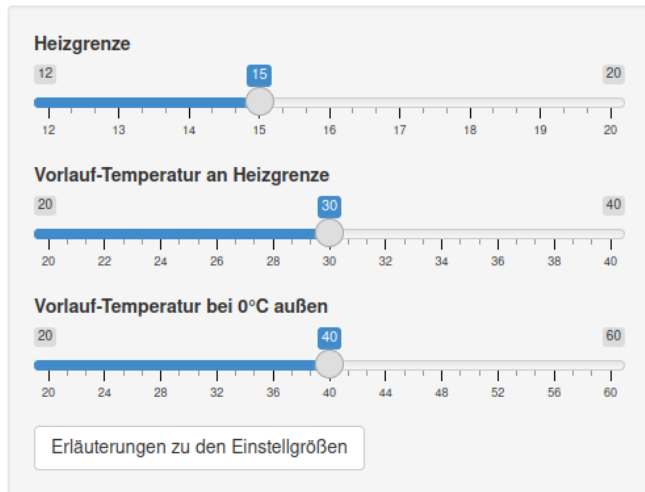 Heizgrenze
12 15 20
12 13 14 15 16 17 18 19 20
Vorlauf-Temperatur an Heizgrenze
20 30 40
20 22 24 26 28 30 32 34 36 38 40
Vorlauf-Temperatur bei 0°C außen
20 40 60
20 24 28 32 36 40 44 48 52 56 60
Erläuterungen zu den Einstellgrößen